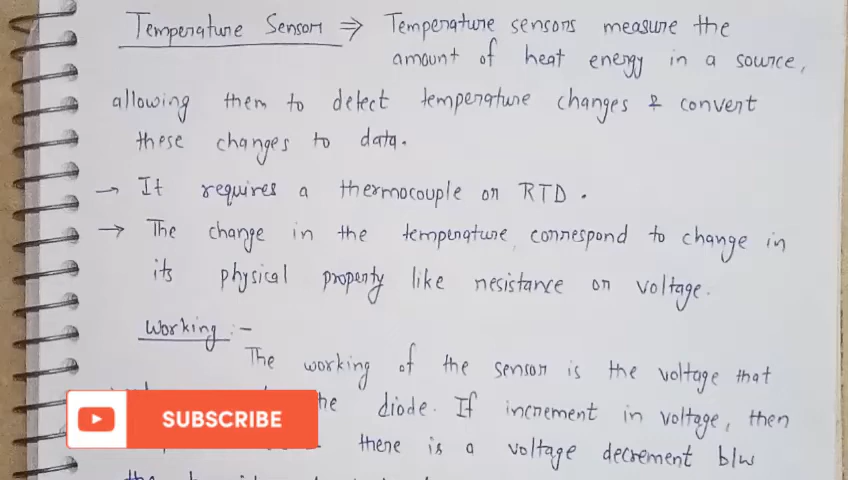 Temperature Sensor ⇒ Temperature sensors measure the
amount of heat energy in a source,
allowing them to detect temperature changes & convert
these changes to data.
→ It requires a thermocouple or RTD.
→ The change in the temperature correspond to change in
its physical property like resistance or voltage.
Working :-
The working of the sensor is the voltage that
diode. If increment in voltage, then
SUBSCRIBE
there is a voltage decrement b/w